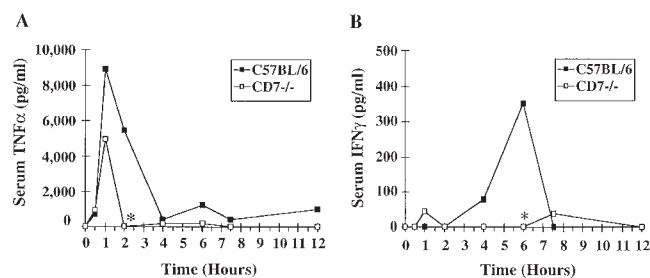 A
10,000
8,000
6,000
4,000
2,000
0
Serum TNFα (pg/ml)
C57BL/6
CD7-/-
*
0 1 2 3 4 5 6 7 8 9 10 11 12
Time (Hours)
B
500
400
300
200
100
0
Serum IFNγ (pg/ml)
C57BL/6
CD7-/-
*
0 1 2 3 4 5 6 7 8 9 10 11 12
Time (Hours)